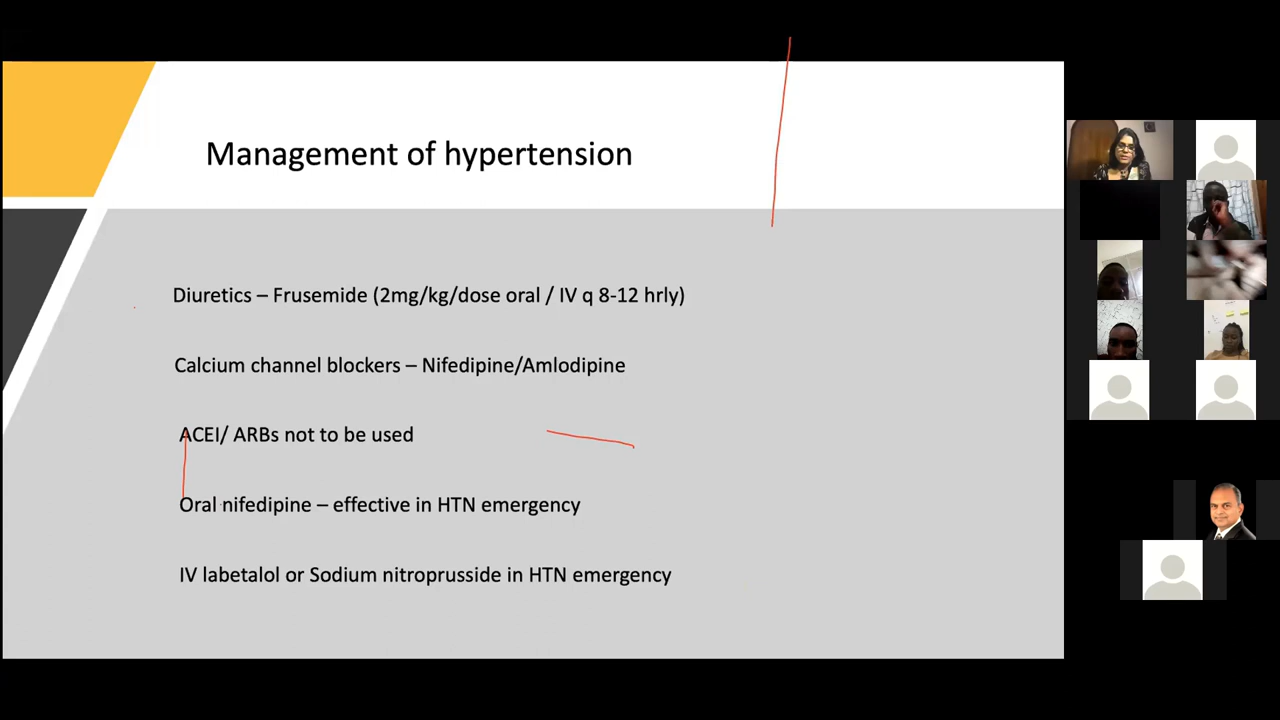 Management of hypertension
Diuretics – Frusemide (2mg/kg/dose oral / IV q 8-12 hrly)
Calcium channel blockers – Nifedipine/Amlodipine
ACEI/ ARBs not to be used
Oral nifedipine – effective in HTN emergency
IV labetalol or Sodium nitroprusside in HTN emergency